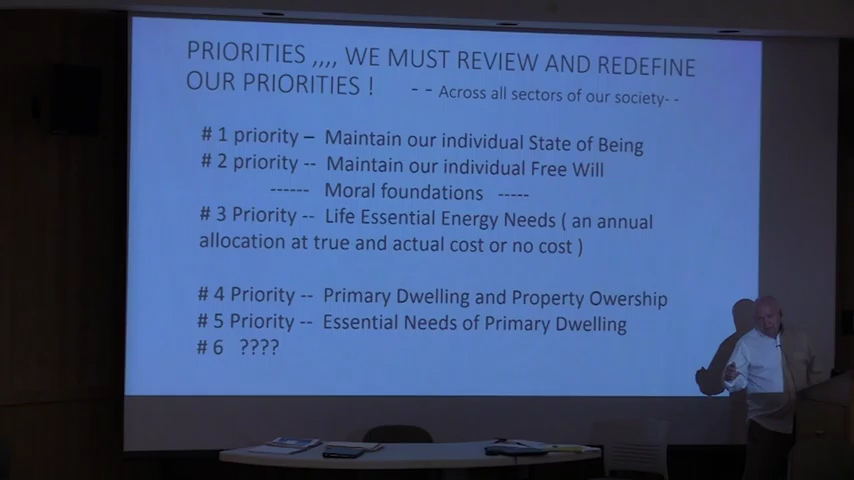 PRIORITIES ,,,, WE MUST REVIEW AND REDEFINE
OUR PRIORITIES ! - - Across all sectors of our society- -
# 1 priority – Maintain our individual State of Being
# 2 priority -- Maintain our individual Free Will
------ Moral foundations -----
# 3 Priority -- Life Essential Energy Needs ( an annual
allocation at true and actual cost or no cost )
# 4 Priority -- Primary Dwelling and Property Owership
# 5 Priority -- Essential Needs of Primary Dwelling
# 6 ????